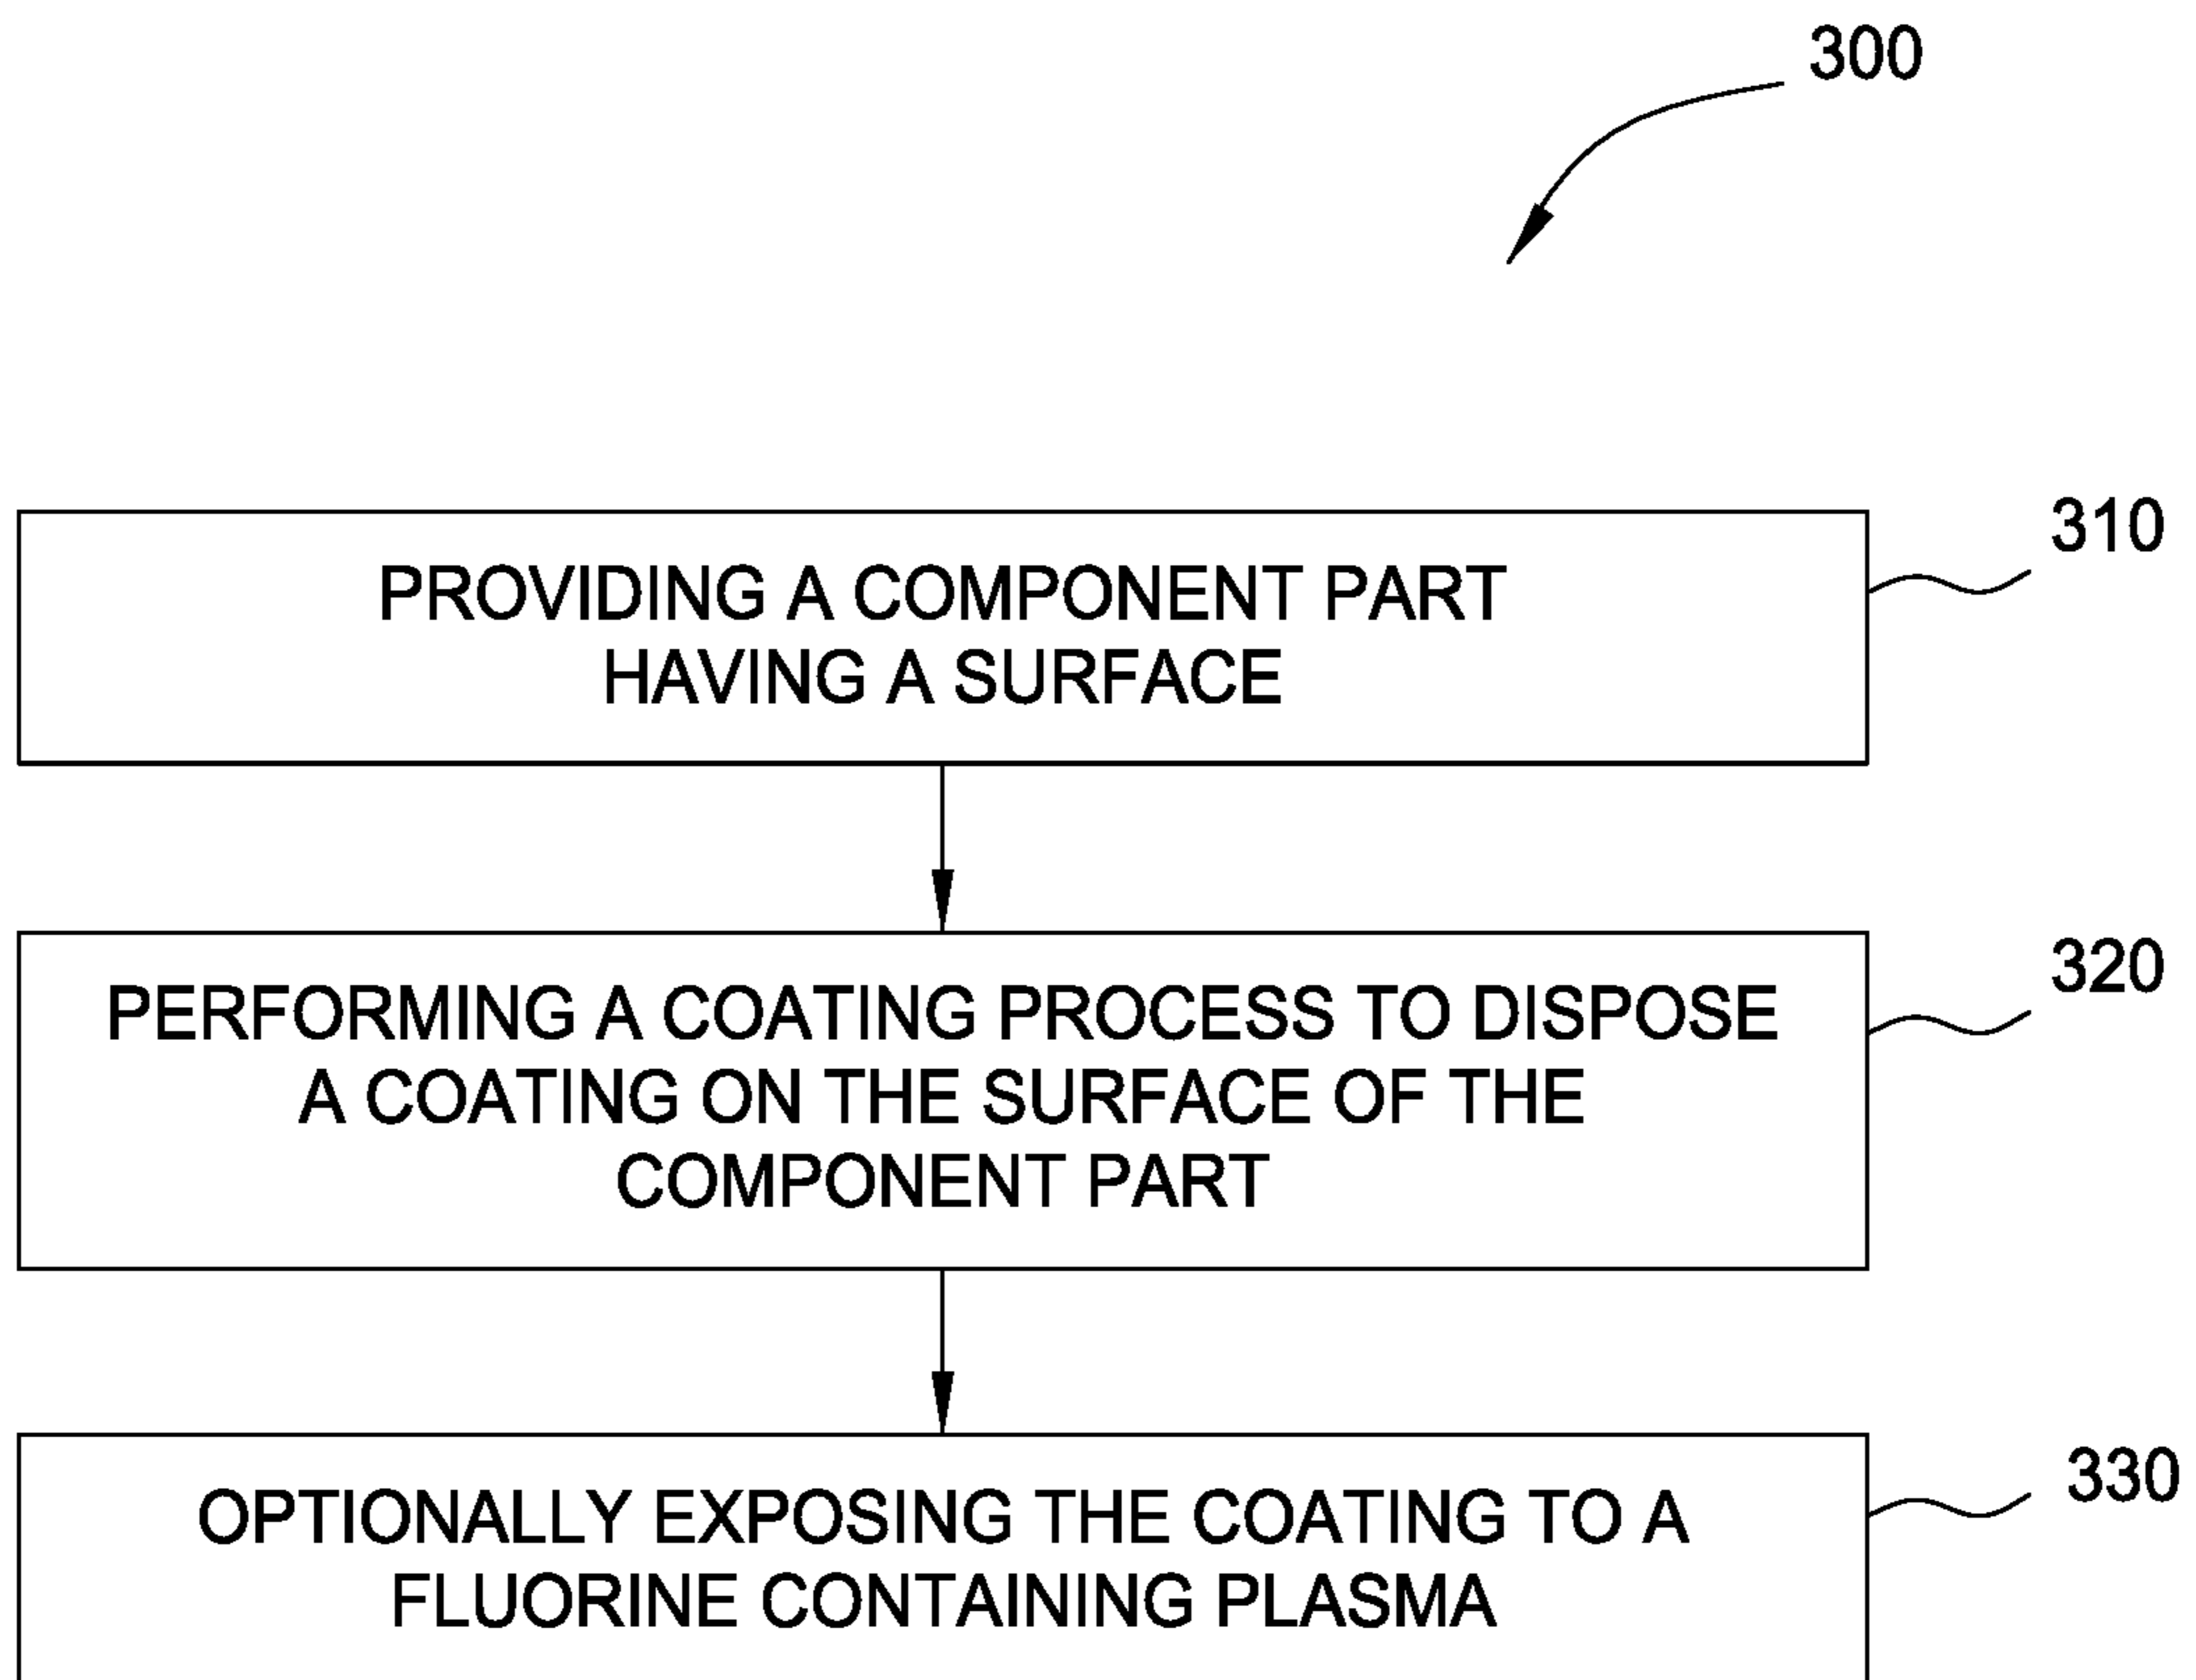 300
310
PROVIDING A COMPONENT PART
HAVING A SURFACE
320
PERFORMING A COATING PROCESS TO DISPOSE
A COATING ON THE SURFACE OF THE
COMPONENT PART
330
OPTIONALLY EXPOSING THE COATING TO A
FLUORINE CONTAINING PLASMA